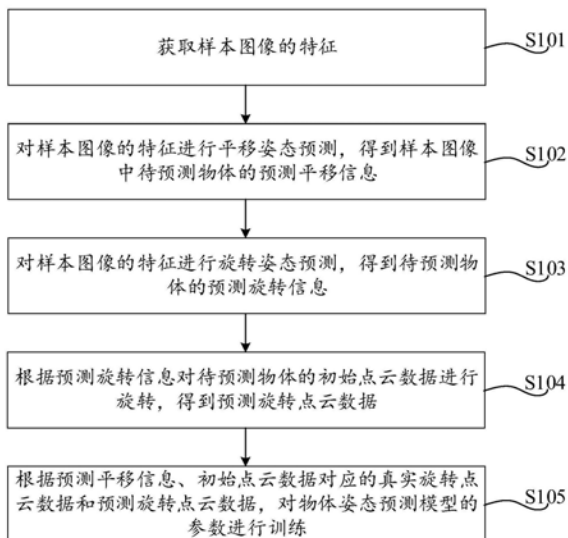 获取样本图像的特征
S101
对样本图像的特征进行平移姿态预测，得到样本图像
中待预测物体的预测平移信息
S102
对样本图像的特征进行旋转姿态预测，得到待预测物
体的预测旋转信息
S103
根据预测旋转信息对待预测物体的初始点云数据进行
旋转，得到预测旋转点云数据
S104
根据预测平移信息、初始点云数据对应的真实旋转点
云数据和预测旋转点云数据，对物体姿态预测模型的
参数进行训练
S105